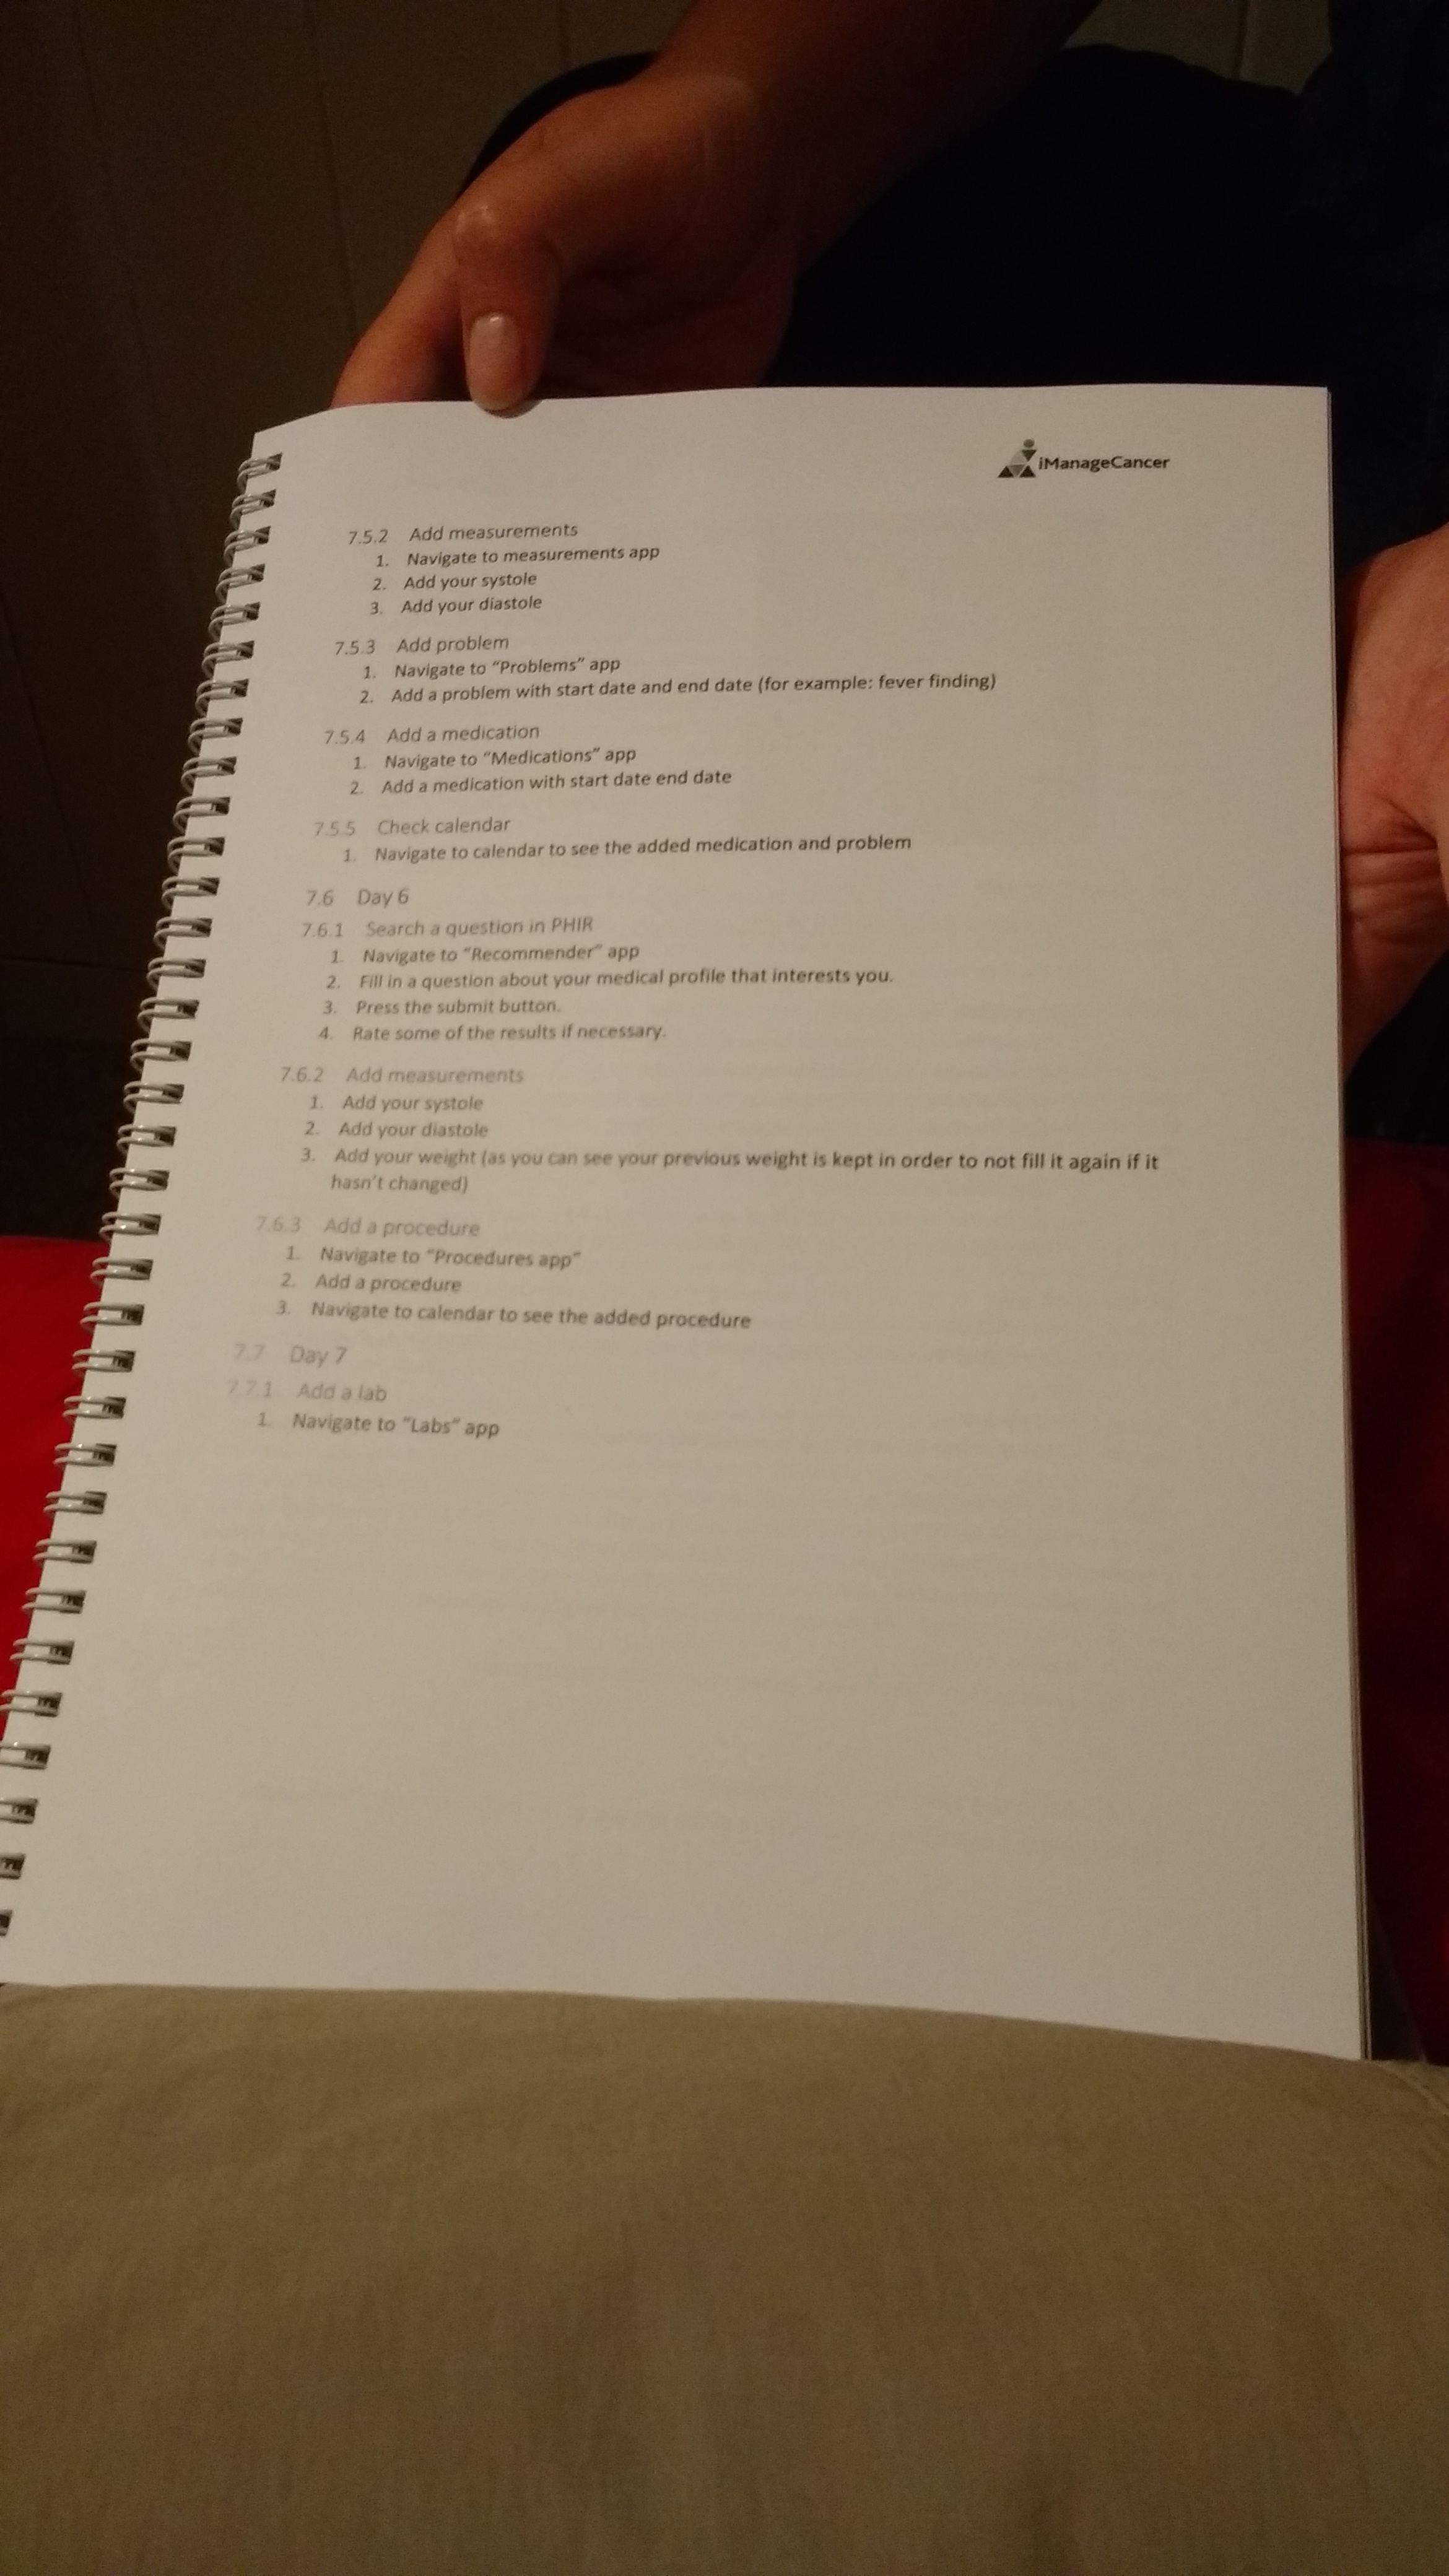 iManageCancer
7.5.2 Add measurements
1. Navigate to measurements app
2. Add your systole
3. Add your diastole
7.5.3 Add problem
1. Navigate to “Problems” app
2. Add a problem with start date and end date (for example: fever finding)
7.5.4 Add a medication
1. Navigate to “Medications” app
2. Add a medication with start date end date
7.5.5 Check calendar
1. Navigate to calendar to see the added medication and problem
7.6 Day 6
7.6.1 Search a question in PHIR
1. Navigate to “Recommender” app
2. Fill in a question about your medical profile that interests you.
3. Press the submit button.
4. Rate some of the results if necessary.
7.6.2 Add measurements
1. Add your systole
2. Add your diastole
3. Add your weight (as you can see your previous weight is kept in order to not fill it again if it
hasn’t changed)
7.6.3 Add a procedure
1. Navigate to “Procedures app”
2. Add a procedure
3. Navigate to calendar to see the added procedure
7.7 Day 7
7.7.1 Add a lab
1. Navigate to “Labs” app